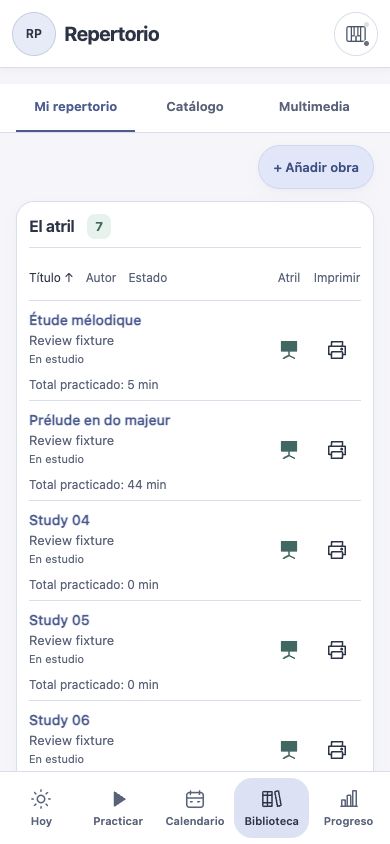 RP Repertorio
Mi repertorio Catálogo Multimedia
+ Añadir obra
El atril 7
Título ↑ Autor Estado Atril Imprimir
Étude mélodique
Review fixture
En estudio
Total practicado: 5 min
Prélude en do majeur
Review fixture
En estudio
Total practicado: 44 min
Study 04
Review fixture
En estudio
Total practicado: 0 min
Study 05
Review fixture
En estudio
Total practicado: 0 min
Study 06
Review fixture
En estudio
Hoy Practicar Calendario Biblioteca Progreso